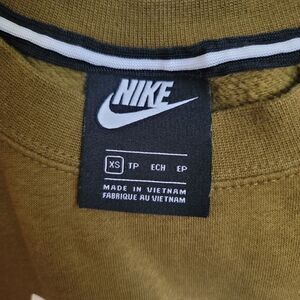 NIKE
XS TP ECH EP
MADE IN VIETNAM
FABRIQUE AU VIETNAM